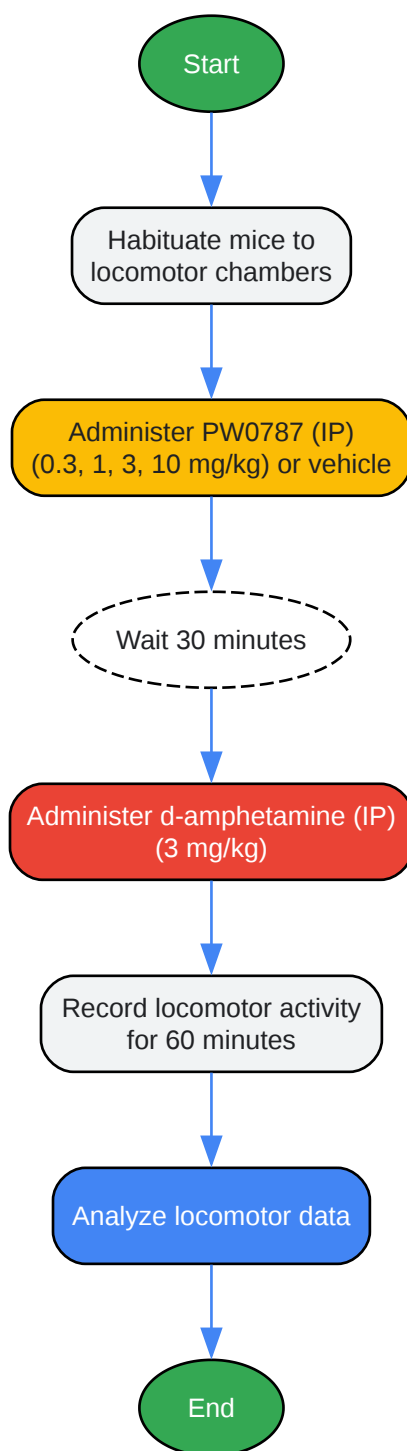 Start
Habituate mice to
locomotor chambers
Administer PW0787 (IP)
(0.3, 1, 3, 10 mg/kg) or vehicle
Wait 30 minutes
Administer d-amphetamine (IP)
(3 mg/kg)
Record locomotor activity
for 60 minutes
Analyze locomotor data
End